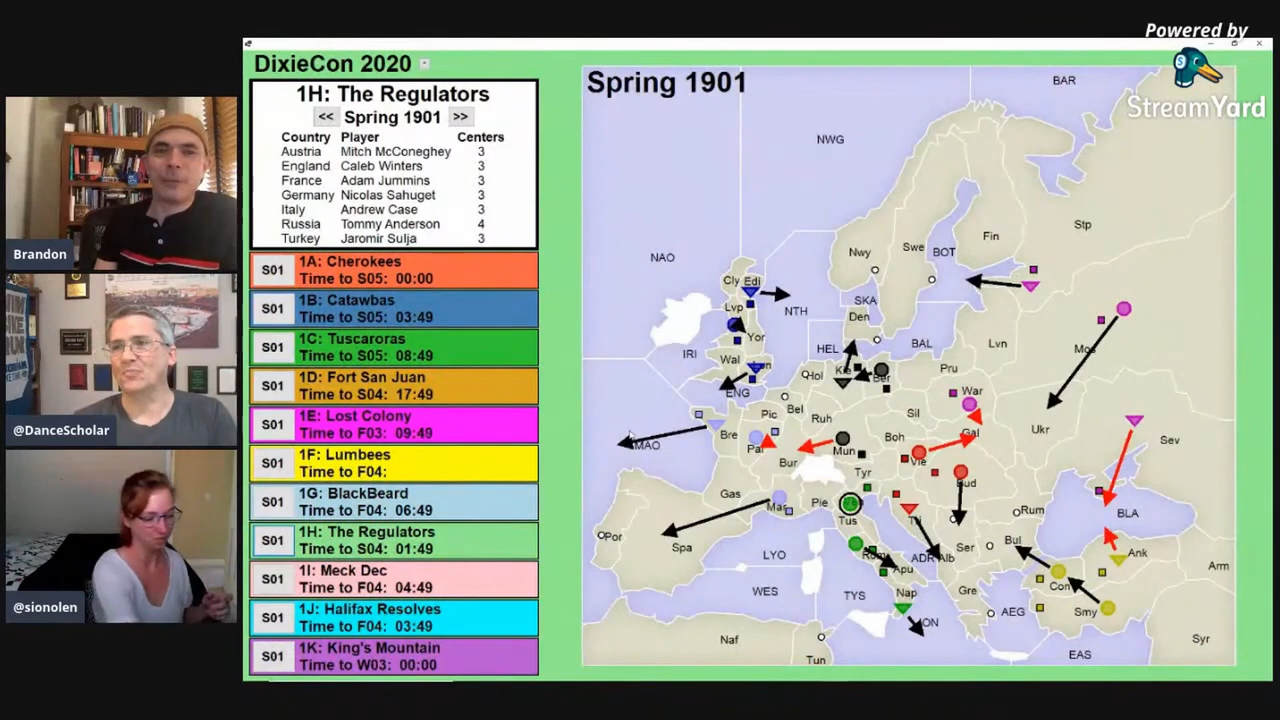 Powered by
StreamYard
Brandon
@DanceScholar
@sionolen
DixieCon 2020
1H: The Regulators
<< Spring 1901 >>
Country Player Centers
Austria Mitch McConeghey 3
England Caleb Winters 3
France Adam Jummins 3
Germany Nicolas Sahuget 3
Italy Andrew Case 3
Russia Tommy Anderson 4
Turkey Jaromir Sulja 3
S01 1A: Cherokees
Time to S05: 00:00
S01 1B: Catawbas
Time to S05: 03:49
S01 1C: Tuscaroras
Time to S05: 08:49
S01 1D: Fort San Juan
Time to S04: 17:49
S01 1E: Lost Colony
Time to F03: 09:49
S01 1F: Lumbees
Time to F04:
S01 1G: BlackBeard
Time to F04: 06:49
S01 1H: The Regulators
Time to S04: 01:49
S01 1I: Meck Dec
Time to F04: 04:49
S01 1J: Halifax Resolves
Time to F04: 03:49
S01 1K: King's Mountain
Time to W03: 00:00
Spring 1901
BAR
NWG
Stp
Fin
Swe
BOT
Nwy
NAO
Cly Edi
SKA
NTH
Den
Lvp
Yor
IRI
HEL
BAL
Lvn
Mos
Wal
Hol
Kie
Ber
Pru
ENG
War
Bel
Ruh
Sil
Pic
Ukr
Bre
Gal
Boh
Sev
MAO
Par
Mun
Vie
Bur
Tyr
Bud
Gas
Mar
Pie
Rum
BLA
Tus
Por
Spa
Bul
Ser
Ank
LYO
ADR
Alb
Rom
Apu
Con
Arm
WES
TYS
Nap
Gre
Smy
AEG
Naf
Syr
EAS
Tun